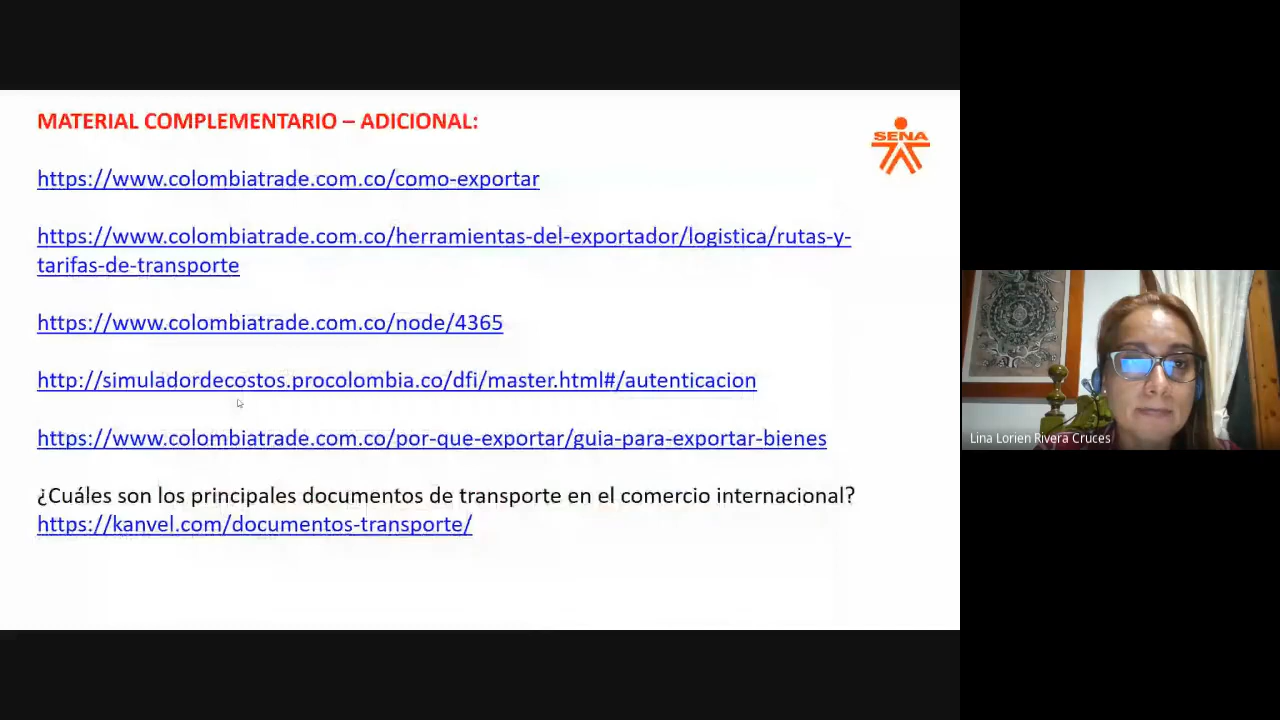 MATERIAL COMPLEMENTARIO – ADICIONAL:
SENA
https://www.colombiatrade.com.co/como-exportar
https://www.colombiatrade.com.co/herramientas-del-exportador/logistica/rutas-y-
tarifas-de-transporte
https://www.colombiatrade.com.co/node/4365
http://simuladordecostos.procolombia.co/dfi/master.html#/autenticacion
https://www.colombiatrade.com.co/por-que-exportar/guia-para-exportar-bienes
¿Cuáles son los principales documentos de transporte en el comercio internacional?
https://kanvel.com/documentos-transporte/
Lina Lorien Rivera Cruces